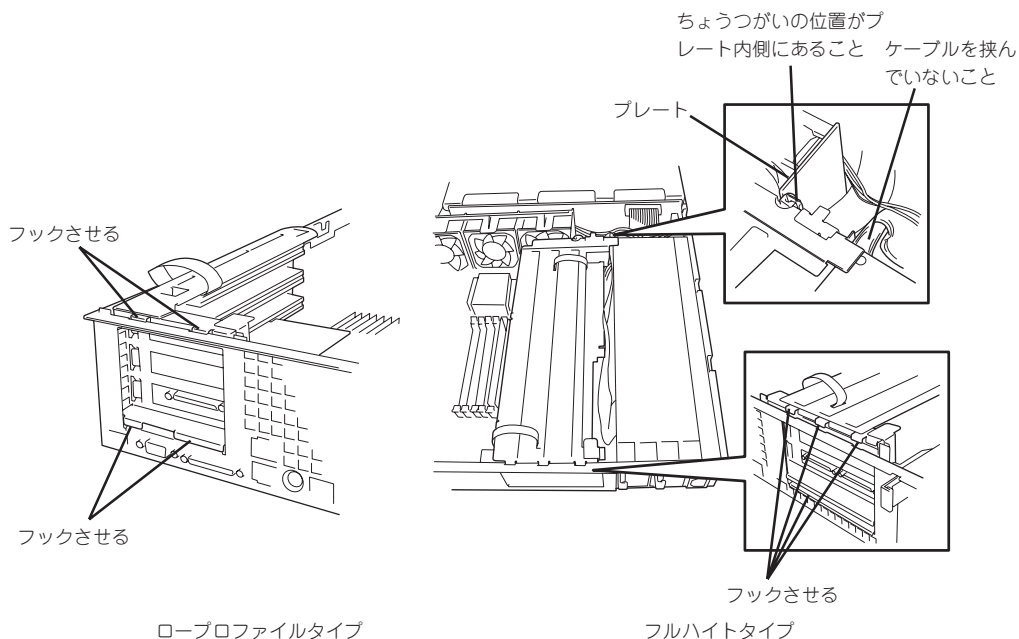 ちょうつがいの位置がプ
レート内側にあること
ケーブルを挟ん
でいないこと
プレート
フックさせる
フックさせる
フックさせる
ロープロファイルタイプ
フルハイトタイプ